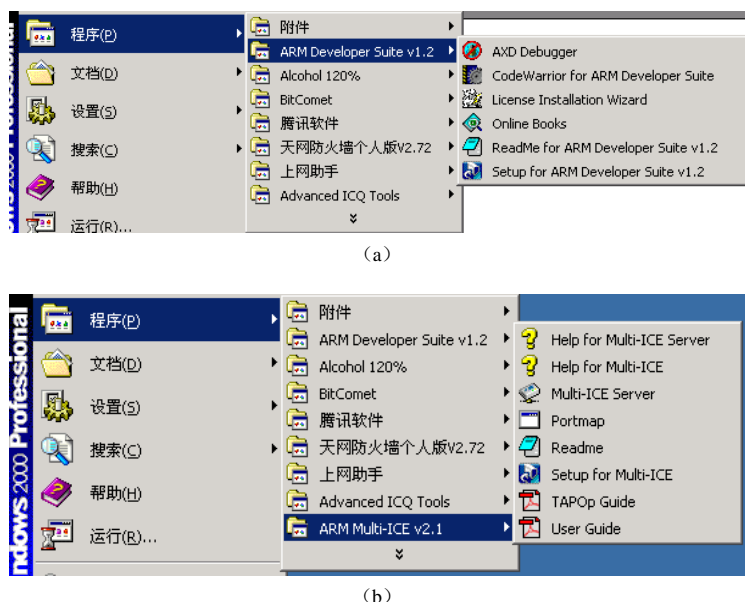 ows 2000 Professional
程序(P)
文档(D)
设置(S)
搜索(C)
帮助(H)
运行(R)...
附件
ARM Developer Suite v1.2
Alcohol 120%
BitComet
腾讯软件
天网防火墙个人版V2.72
上网助手
Advanced ICQ Tools
AXD Debugger
CodeWarrior for ARM Developer Suite
License Installation Wizard
Online Books
ReadMe for ARM Developer Suite v1.2
Setup for ARM Developer Suite v1.2
（a）
ndows 2000 Professional
程序(P)
文档(D)
设置(S)
搜索(C)
帮助(H)
运行(R)...
附件
ARM Developer Suite v1.2
Alcohol 120%
BitComet
腾讯软件
天网防火墙个人版V2.72
上网助手
Advanced ICQ Tools
ARM Multi-ICE v2.1
Help for Multi-ICE Server
Help for Multi-ICE
Multi-ICE Server
Portmap
Readme
Setup for Multi-ICE
TAPOp Guide
User Guide
（b）